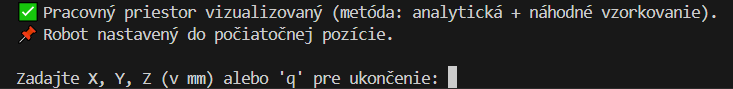 ✅ Pracovný priestor vizualizovaný (metóda: analytická + náhodné vzorkovanie).
📌 Robot nastavený do počiatočnej pozície.
Zadajte X, Y, Z (v mm) alebo 'q' pre ukončenie: